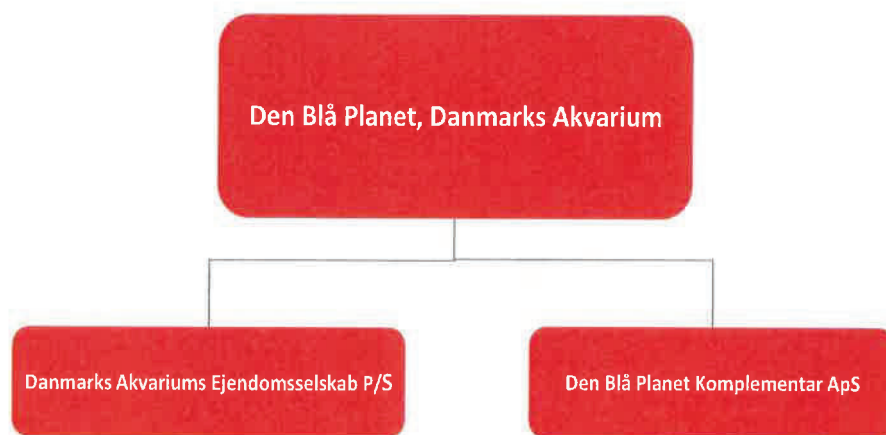 Den Blå Planet, Danmarks Akvarium
Danmarks Akvariums Ejendomsselskab P/S
Den Blå Planet Komplementar ApS